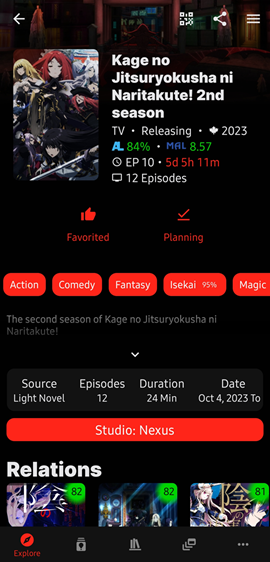 Kage no
Jitsuryokusha ni
Naritakute! 2nd
season
TV • Releasing • 2023
AL 84% • MAL 8.57
EP 10 • 5d 5h 11m
12 Episodes
Favorited Planning
Action Comedy Fantasy Isekai 95% Magic
The second season of Kage no Jitsuryokusha ni
Naritakute!
Source Episodes Duration Date
Light Novel 12 24 Min Oct 4, 2023 To
Studio: Nexus
Relations
82 82 81
Explore